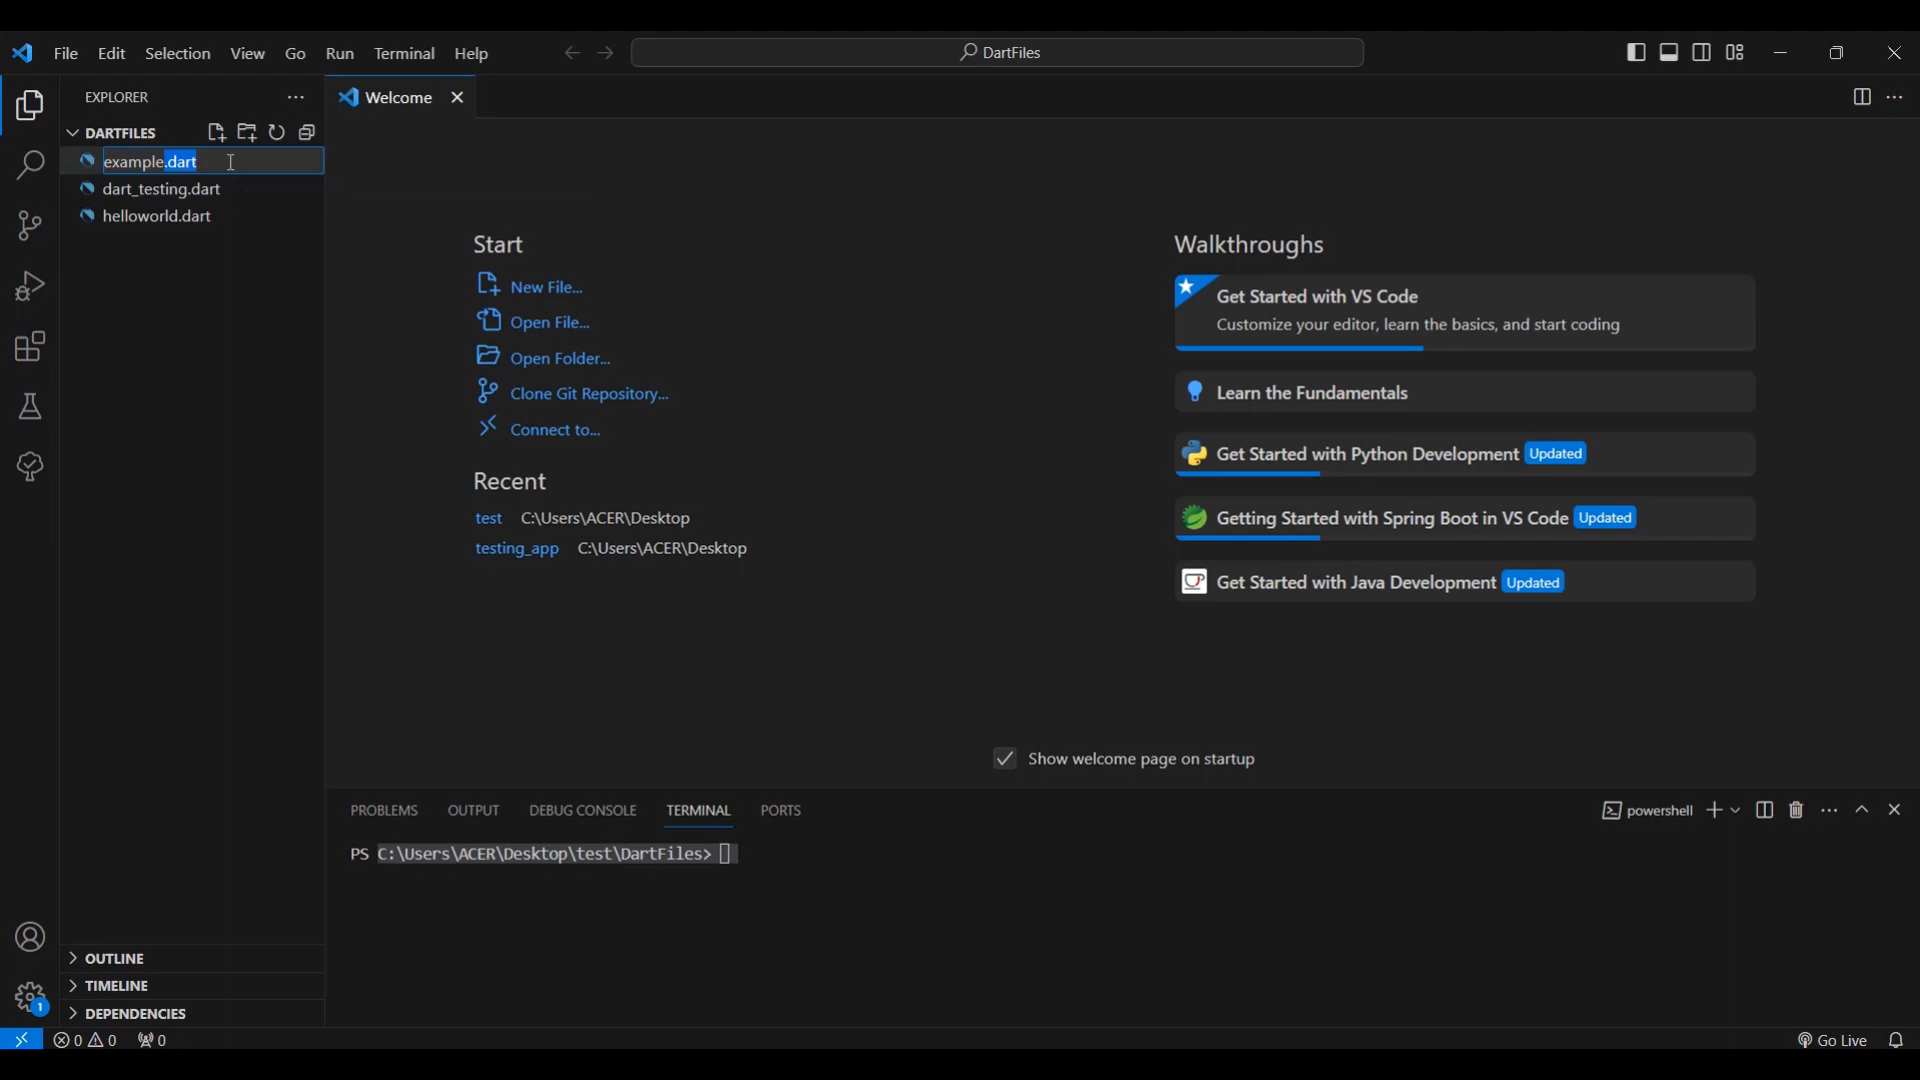 File Edit Selection View Go Run Terminal Help
DartFiles
EXPLORER
Welcome
DARTFILES
example.dart
dart_testing.dart
helloworld.dart
Start
New File...
Open File...
Open Folder...
Clone Git Repository...
Connect to...
Recent
test C:\Users\ACER\Desktop
testing_app C:\Users\ACER\Desktop
Walkthroughs
Get Started with VS Code
Customize your editor, learn the basics, and start coding
Learn the Fundamentals
Get Started with Python Development Updated
Getting Started with Spring Boot in VS Code Updated
Get Started with Java Development Updated
Show welcome page on startup
PROBLEMS OUTPUT DEBUG CONSOLE TERMINAL PORTS
powershell
PS C:\Users\ACER\Desktop\test\DartFiles>
OUTLINE
TIMELINE
DEPENDENCIES
1
0 0 0
Go Live